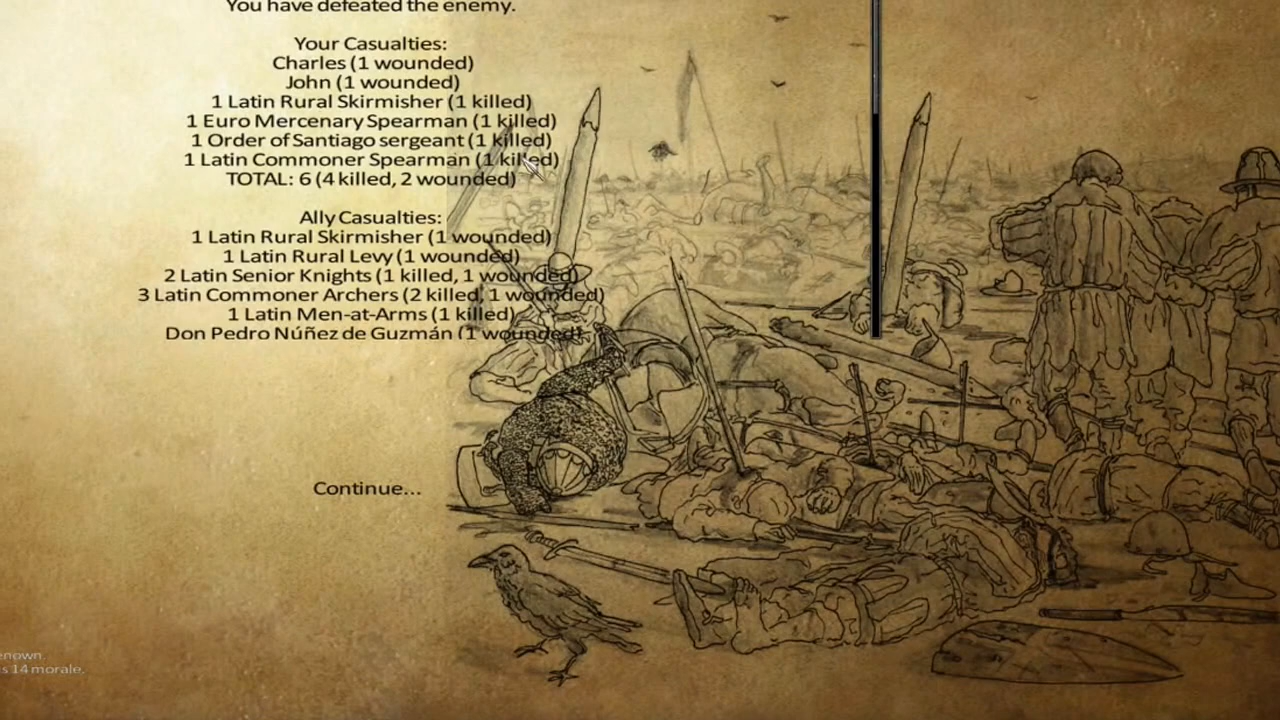 You have defeated the enemy.
Your Casualties:
Charles (1 wounded)
John (1 wounded)
1 Latin Rural Skirmisher (1 killed)
1 Euro Mercenary Spearman (1 killed)
1 Order of Santiago sergeant (1 killed)
1 Latin Commoner Spearman (1 killed)
TOTAL: 6 (4 killed, 2 wounded)
Ally Casualties:
1 Latin Rural Skirmisher (1 wounded)
1 Latin Rural Levy (1 wounded)
2 Latin Senior Knights (1 killed, 1 wounded)
3 Latin Commoner Archers (2 killed, 1 wounded)
1 Latin Men-at-Arms (1 killed)
Don Pedro Núñez de Guzmán (1 wounded)
Continue...
enown.
s 14 morale.